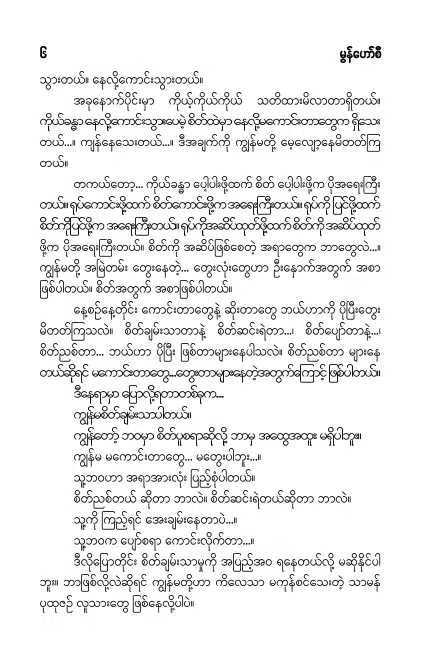 ၆
မွန်ဟော်စီ
သွားတယ်။ နေလို့ကောင်းသွားတယ်။
အခုနောက်ပိုင်းမှာ ကိုယ့်ကိုယ်ကိုယ် သတိထားမိလာတာရှိတယ်။
ကိုယ်ခန္ဓာ နေလို့ကောင်းသွားပေမဲ့ စိတ်ထဲမှာ နေလို့မကောင်းတာတွေက ရှိသေး
တယ်...။ ကျန်နေသေးတယ်...။ ဒီအချက်ကို ကျွန်မတို့ မေ့လျော့နေမိတတ်ကြ
တယ်။
တကယ်တော့... ကိုယ်ခန္ဓာ ပေါ့ပါးဖို့ထက် စိတ် ပေါ့ပါးဖို့က ပိုအရေးကြီး
တယ်။ ရုပ်ကောင်းဖို့ထက် စိတ်ကောင်းဖို့က အရေးကြီးတယ်။ ရုပ်ကို ပြင်ဖို့ထက်
စိတ်ကိုပြင်ဖို့က အရေးကြီးတယ်။ ရုပ်ကိုအဆိပ်ထုတ်ဖို့ထက် စိတ်ကို အဆိပ်ထုတ်
ဖို့က ပိုအရေးကြီးတယ်။ စိတ်ကို အဆိပ်ဖြစ်စေတဲ့ အရာတွေက ဘာတွေလဲ...။
ကျွန်မတို့ အမြဲတမ်း တွေးနေတဲ့... တွေးလုံးတွေဟာ ဦးနှောက်အတွက် အစာ
ဖြစ်ပါတယ်။ စိတ်အတွက် အစာဖြစ်ပါတယ်။
နေ့စဉ်နေ့တိုင်း ကောင်းတာတွေနဲ့ ဆိုးတာတွေ ဘယ်ဟာကို ပိုပြီးတွေး
မိတတ်ကြသလဲ။ စိတ်ချမ်းသာတာနဲ့ စိတ်ဆင်းရဲတာ...၊ စိတ်ပျော်တာနဲ့...၊
စိတ်ညစ်တာ... ဘယ်ဟာ ပိုပြီး ဖြစ်တာများနေပါသလဲ။ စိတ်ညစ်တာ များနေ
တယ်ဆိုရင် မကောင်းတာတွေ...တွေးတာများနေတဲ့အတွက်ကြောင့် ဖြစ်ပါတယ်။
ဒီနေရာမှာ ပြောလို့ရတာတစ်ခုက...
ကျွန်မစိတ်ချမ်းသာပါတယ်။
ကျွန်တော့် ဘဝမှာ စိတ်ပူစရာဆိုလို့ ဘာမှ အထွေအထူး မရှိပါဘူး။
ကျွန်မ မကောင်းတာတွေ... မတွေးပါဘူး...။
သူ့ဘဝဟာ အရာအားလုံး ပြည့်စုံပါတယ်။
စိတ်ညစ်တယ် ဆိုတာ ဘာလဲ။ စိတ်ဆင်းရဲတယ်ဆိုတာ ဘာလဲ။
သူ့ကို ကြည့်ရင် အေးချမ်းနေတာပဲ...။
သူ့ဘဝက ပျော်စရာ ကောင်းလိုက်တာ...။
ဒီလိုပြောတိုင်း စိတ်ချမ်းသာမှုကို အပြည့်အဝ ရနေတယ်လို့ မဆိုနိုင်ပါ
ဘူး။ ဘာဖြစ်လို့လဲဆိုရင် ကျွန်မတို့ဟာ ကိလေသာ မကုန်စင်သေးတဲ့ သာမန်
ပုထုဇဉ် လူသားတွေ ဖြစ်နေလို့ပါပဲ။